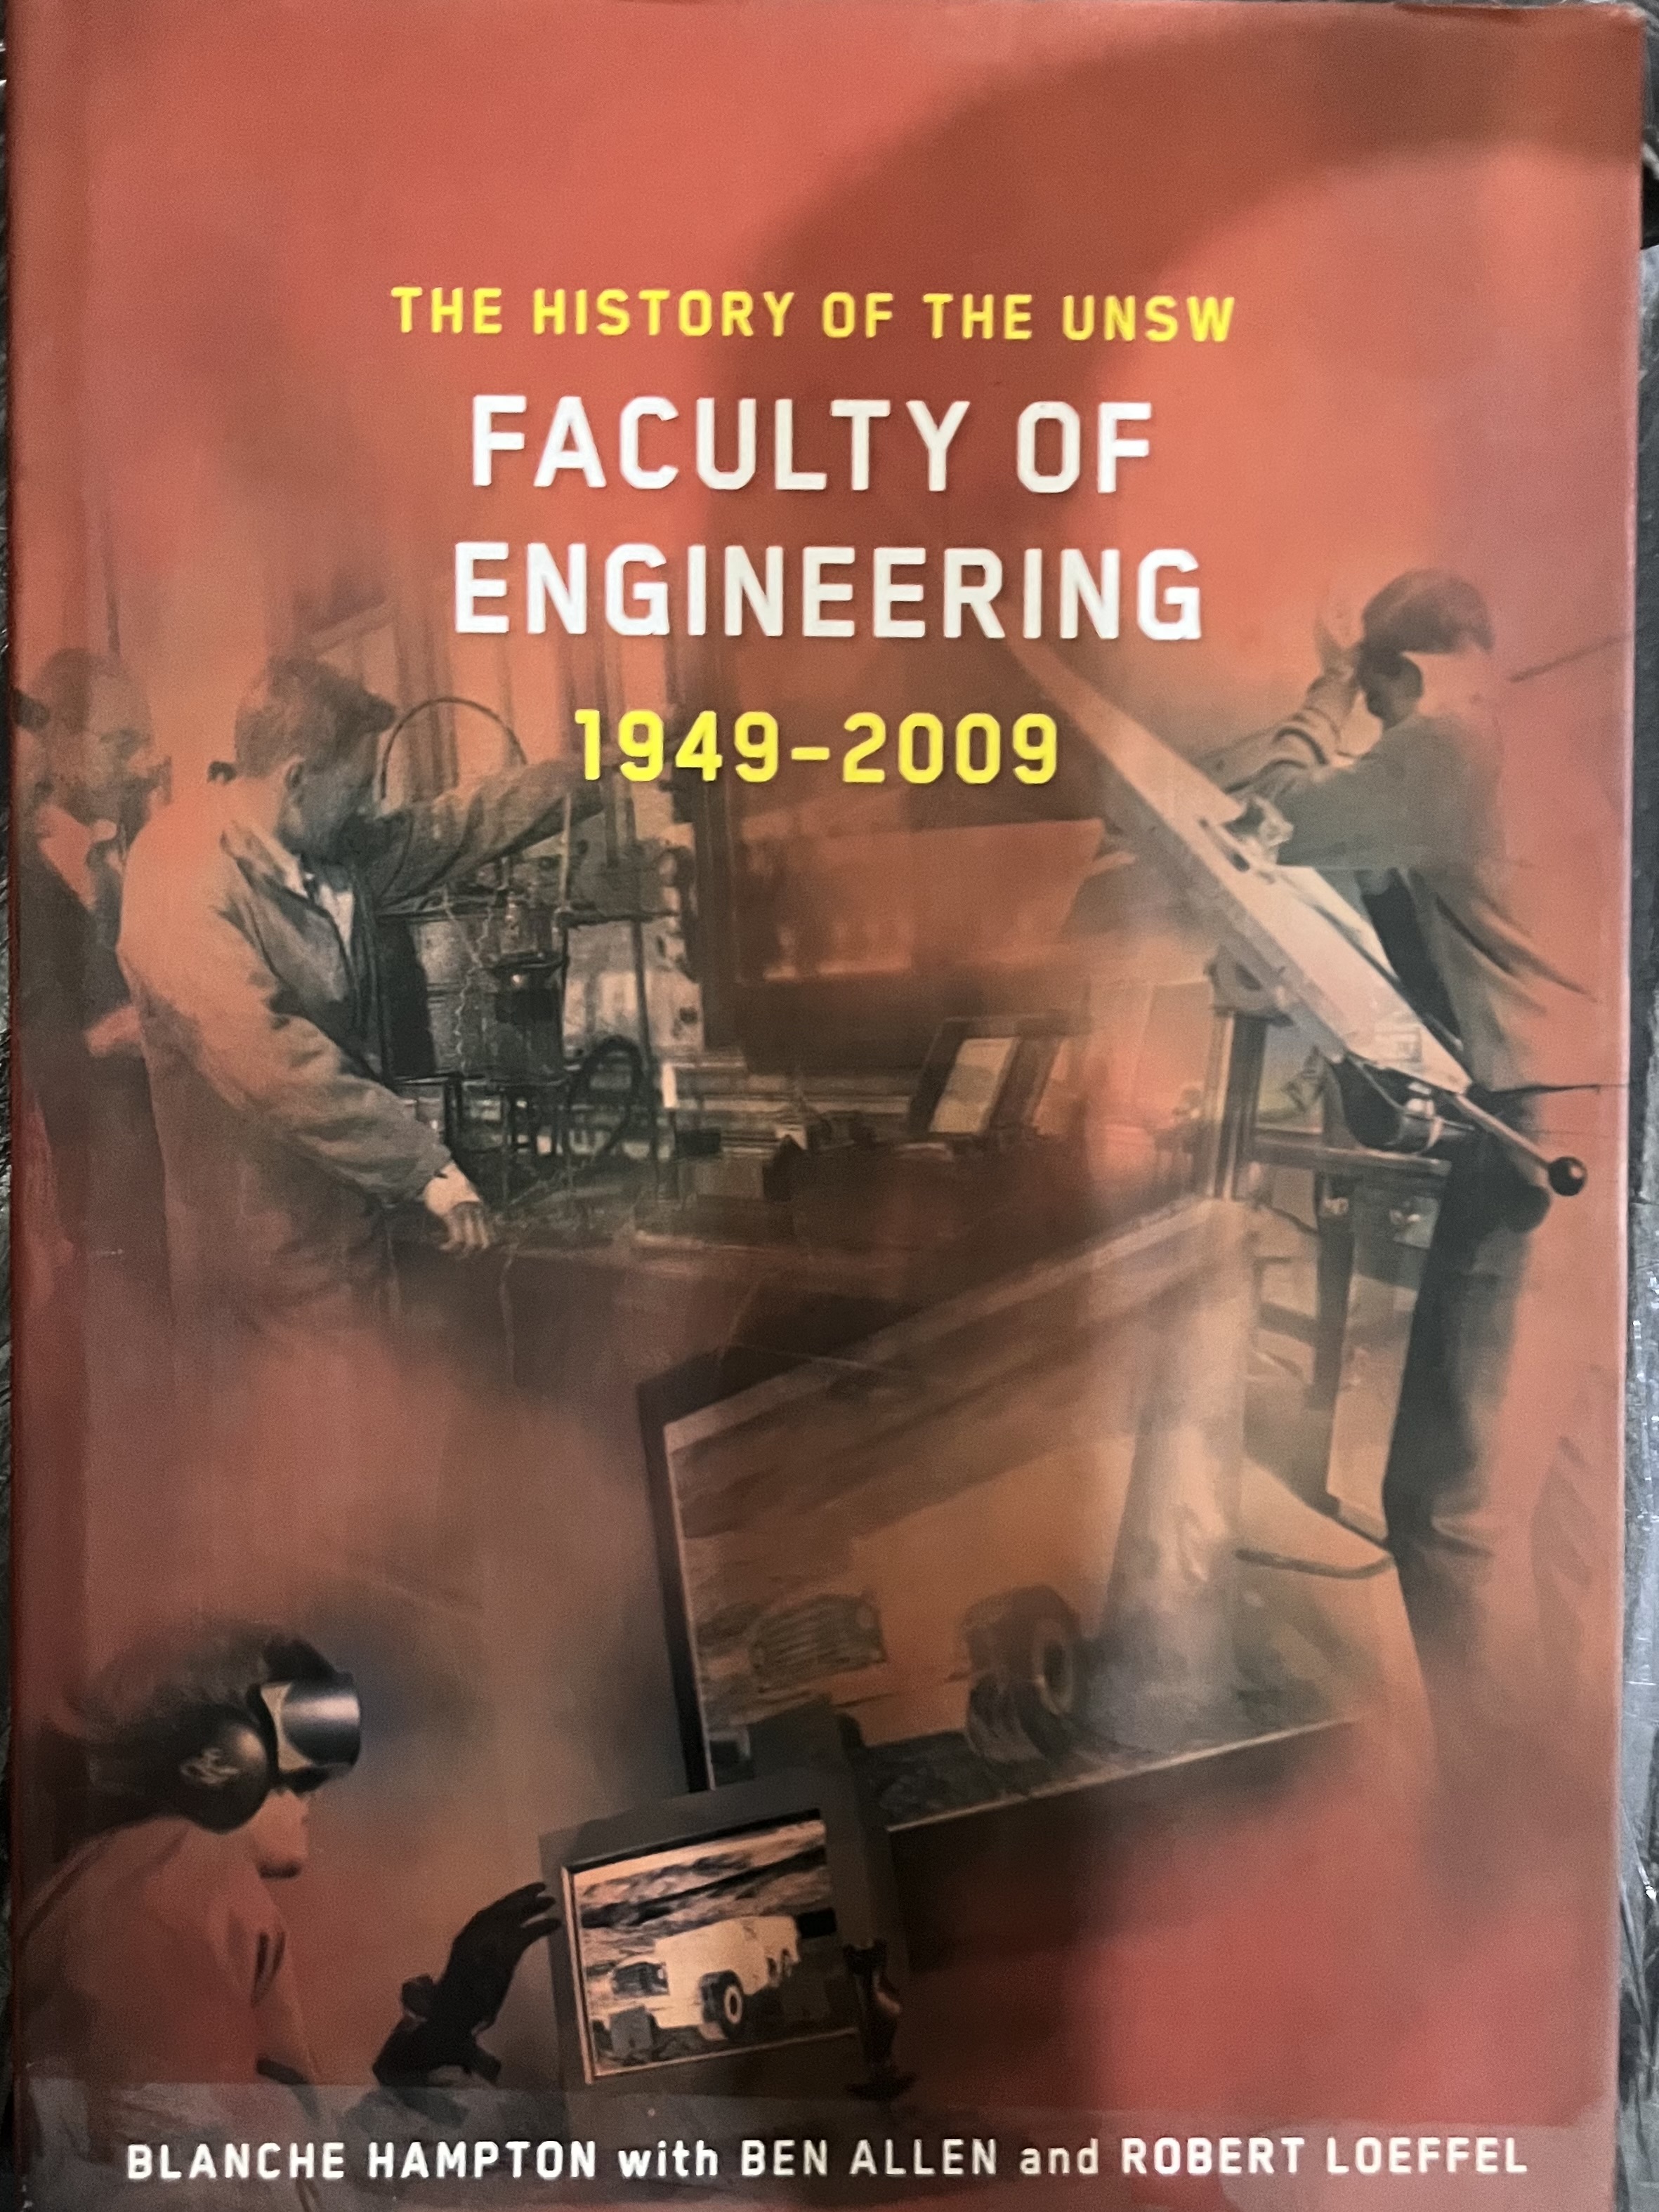 THE HISTORY OF THE UNSW
FACULTY OF
ENGINEERING
1949–2009
BLANCHE HAMPTON with BEN ALLEN and ROBERT LOEFFEL